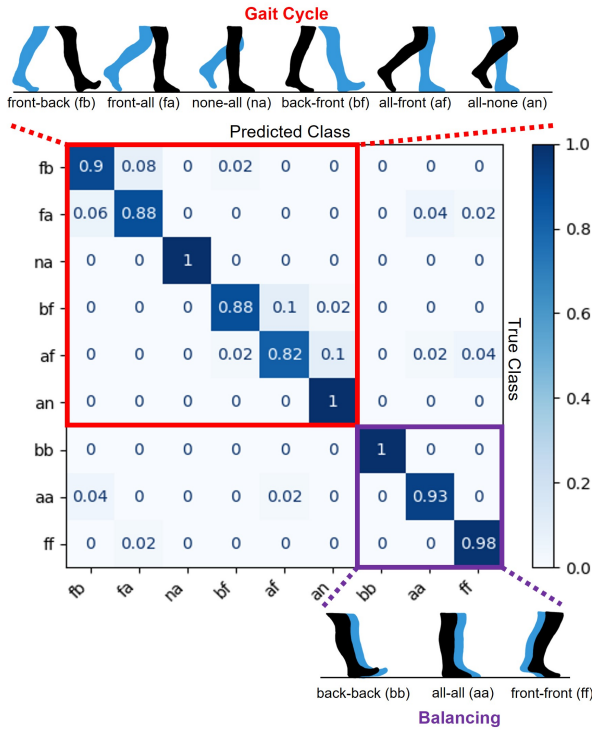 Gait Cycle
front-back (fb) front-all (fa) none-all (na) back-front (bf) all-front (af) all-none (an)
Predicted Class
fb 0.9 0.08 0 0.02 0 0 0 0 0 1.0
fa 0.06 0.88 0 0 0 0 0 0.04 0.02 0.8
na 0 0 1 0 0 0 0 0 0
bf 0 0 0 0.88 0.1 0.02 0 0 0 0.6
True Class
af 0 0 0 0.02 0.82 0.1 0 0.02 0.04 0.4
an 0 0 0 0 0 1 0 0 0
bb 0 0 0 0 0 0 1 0 0
aa 0.04 0 0 0 0.02 0 0 0.93 0 0.2
ff 0 0.02 0 0 0 0 0 0 0.98 0.0
fb fa na bf af an bb aa ff
back-back (bb) all-all (aa) front-front (ff)
Balancing